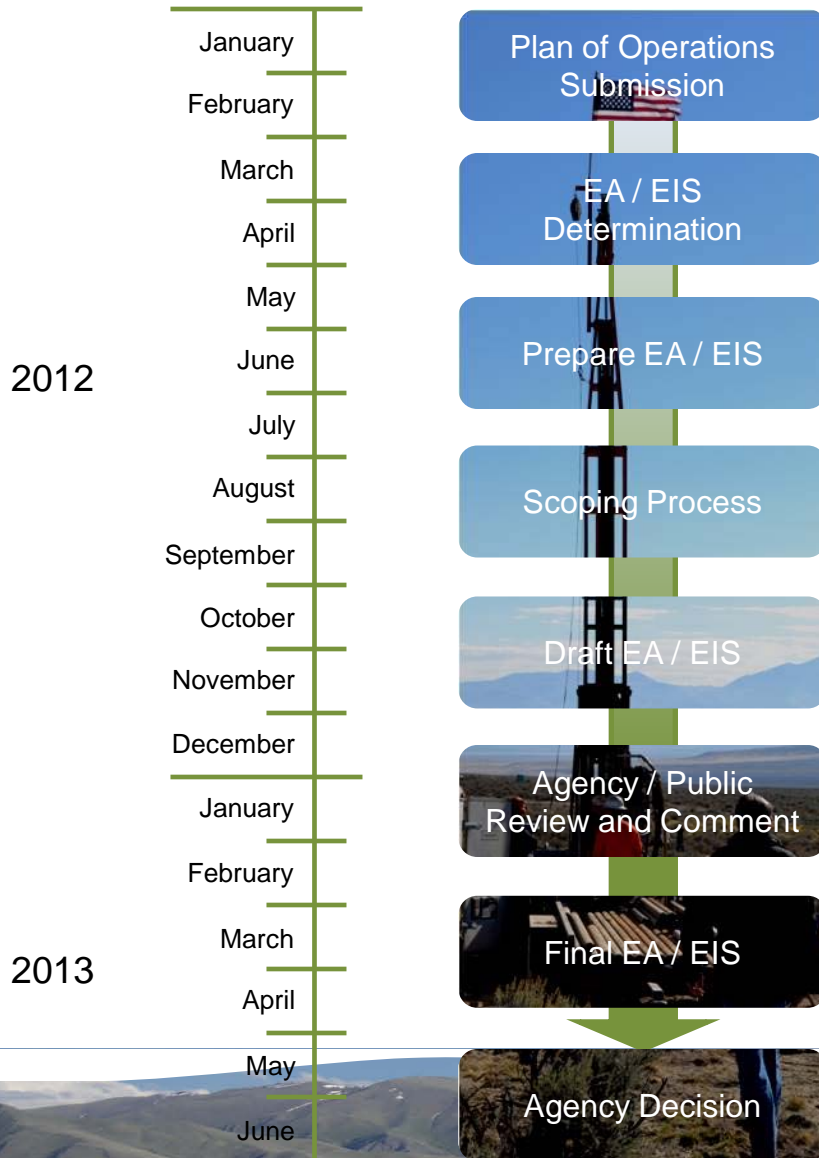 2012
January
February
March
April
May
June
July
August
September
October
November
December
2013
January
February
March
April
May
June
Plan of Operations
Submission
EA / EIS
Determination
Prepare EA / EIS
Scoping Process
Draft EA / EIS
Agency / Public
Review and Comment
Final EA / EIS
Agency Decision